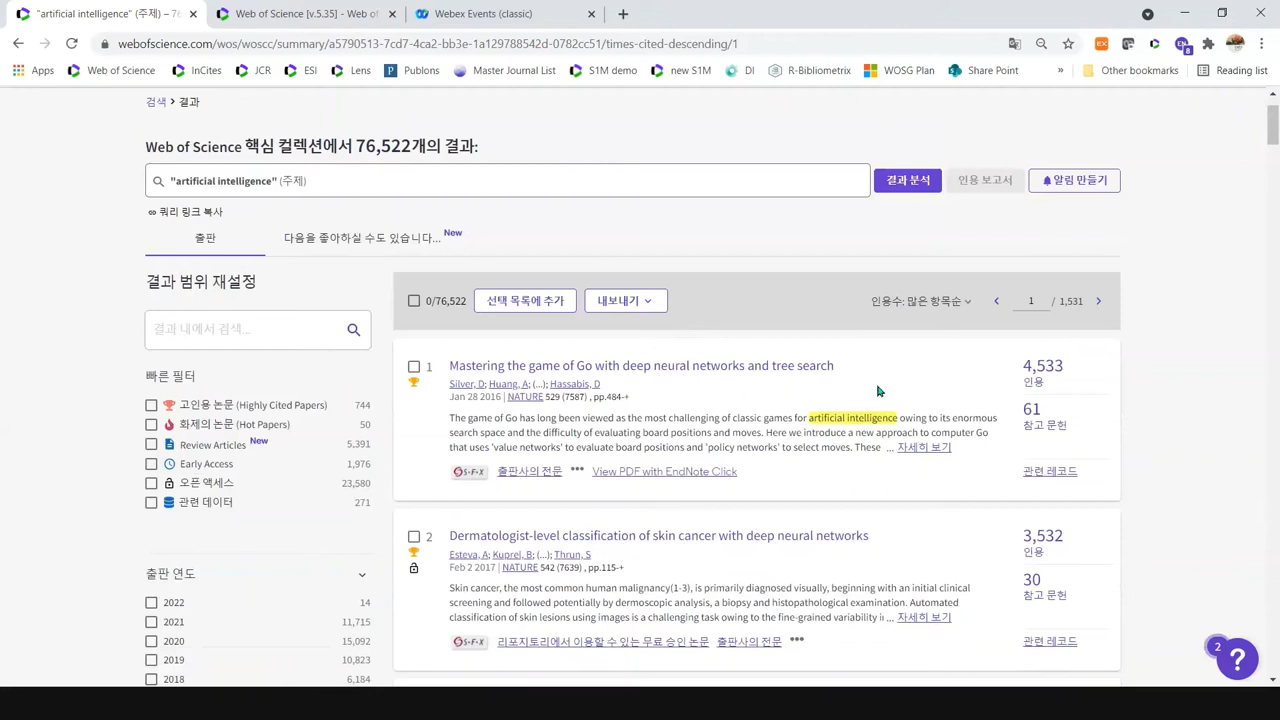 "artificial intelligence" (주제) – 76
Web of Science [v.5.35] - Web of
Webex Events (classic)
webofscience.com/wos/woscc/summary/a5790513-7cf7-4ca2-bb3e-1a129788542d-0782cc51/times-cited-descending/1
Apps
Web of Science
InCites
JCR
ESI
Lens
Publons
Master Journal List
S1M demo
new S1M
DI
R-Bibliometrix
WOSG Plan
Share Point
»
Other bookmarks
Reading list
검색 > 결과
Web of Science 핵심 컬렉션에서 76,522개의 결과:
"artificial intelligence" (주제)
결과 분석
인용 보고서
알림 만들기
쿼리 링크 복사
출판
다음을 좋아하실 수도 있습니다... New
결과 범위 재설정
결과 내에서 검색...
빠른 필터
고인용 논문 (Highly Cited Papers) 744
화제의 논문 (Hot Papers) 50
Review Articles New 5,391
Early Access 1,976
오픈 액세스 23,580
관련 데이터 271
출판 연도
2022 14
2021 11,715
2020 15,092
2019 10,823
2018 6,184
0/76,522 선택 목록에 추가 내보내기 인용수: 많은 항목순 1 / 1,531
1 Mastering the game of Go with deep neural networks and tree search
Silver, D; Huang, A; (...); Hassabis, D
Jan 28 2016 | NATURE 529 (7587) , pp.484-+
The game of Go has long been viewed as the most challenging of classic games for artificial intelligence owing to its enormous
search space and the difficulty of evaluating board positions and moves. Here we introduce a new approach to computer Go
that uses 'value networks' to evaluate board positions and 'policy networks' to select moves. These ... 자세히 보기
S·F·X 출판사의 전문 ••• View PDF with EndNote Click
4,533
인용
61
참고 문헌
관련 레코드
2 Dermatologist-level classification of skin cancer with deep neural networks
Esteva, A; Kuprel, B; (...); Thrun, S
Feb 2 2017 | NATURE 542 (7639) , pp.115-+
Skin cancer, the most common human malignancy(1-3), is primarily diagnosed visually, beginning with an initial clinical
screening and followed potentially by dermoscopic analysis, a biopsy and histopathological examination. Automated
classification of skin lesions using images is a challenging task owing to the fine-grained variability i ... 자세히 보기
S·F·X 리포지토리에서 이용할 수 있는 무료 승인 논문 출판사의 전문 •••
3,532
인용
30
참고 문헌
관련 레코드
2
?